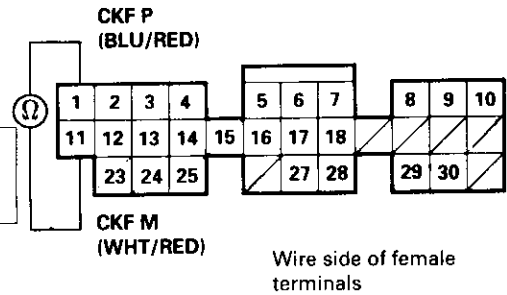 CKF P
(BLU/RED)
Ω
1 2 3 4 5 6 7 8 9 10
11 12 13 14 15 16 17 18
23 24 25 27 28 29 30
CKF M
(WHT/RED)
Wire side of female
terminals